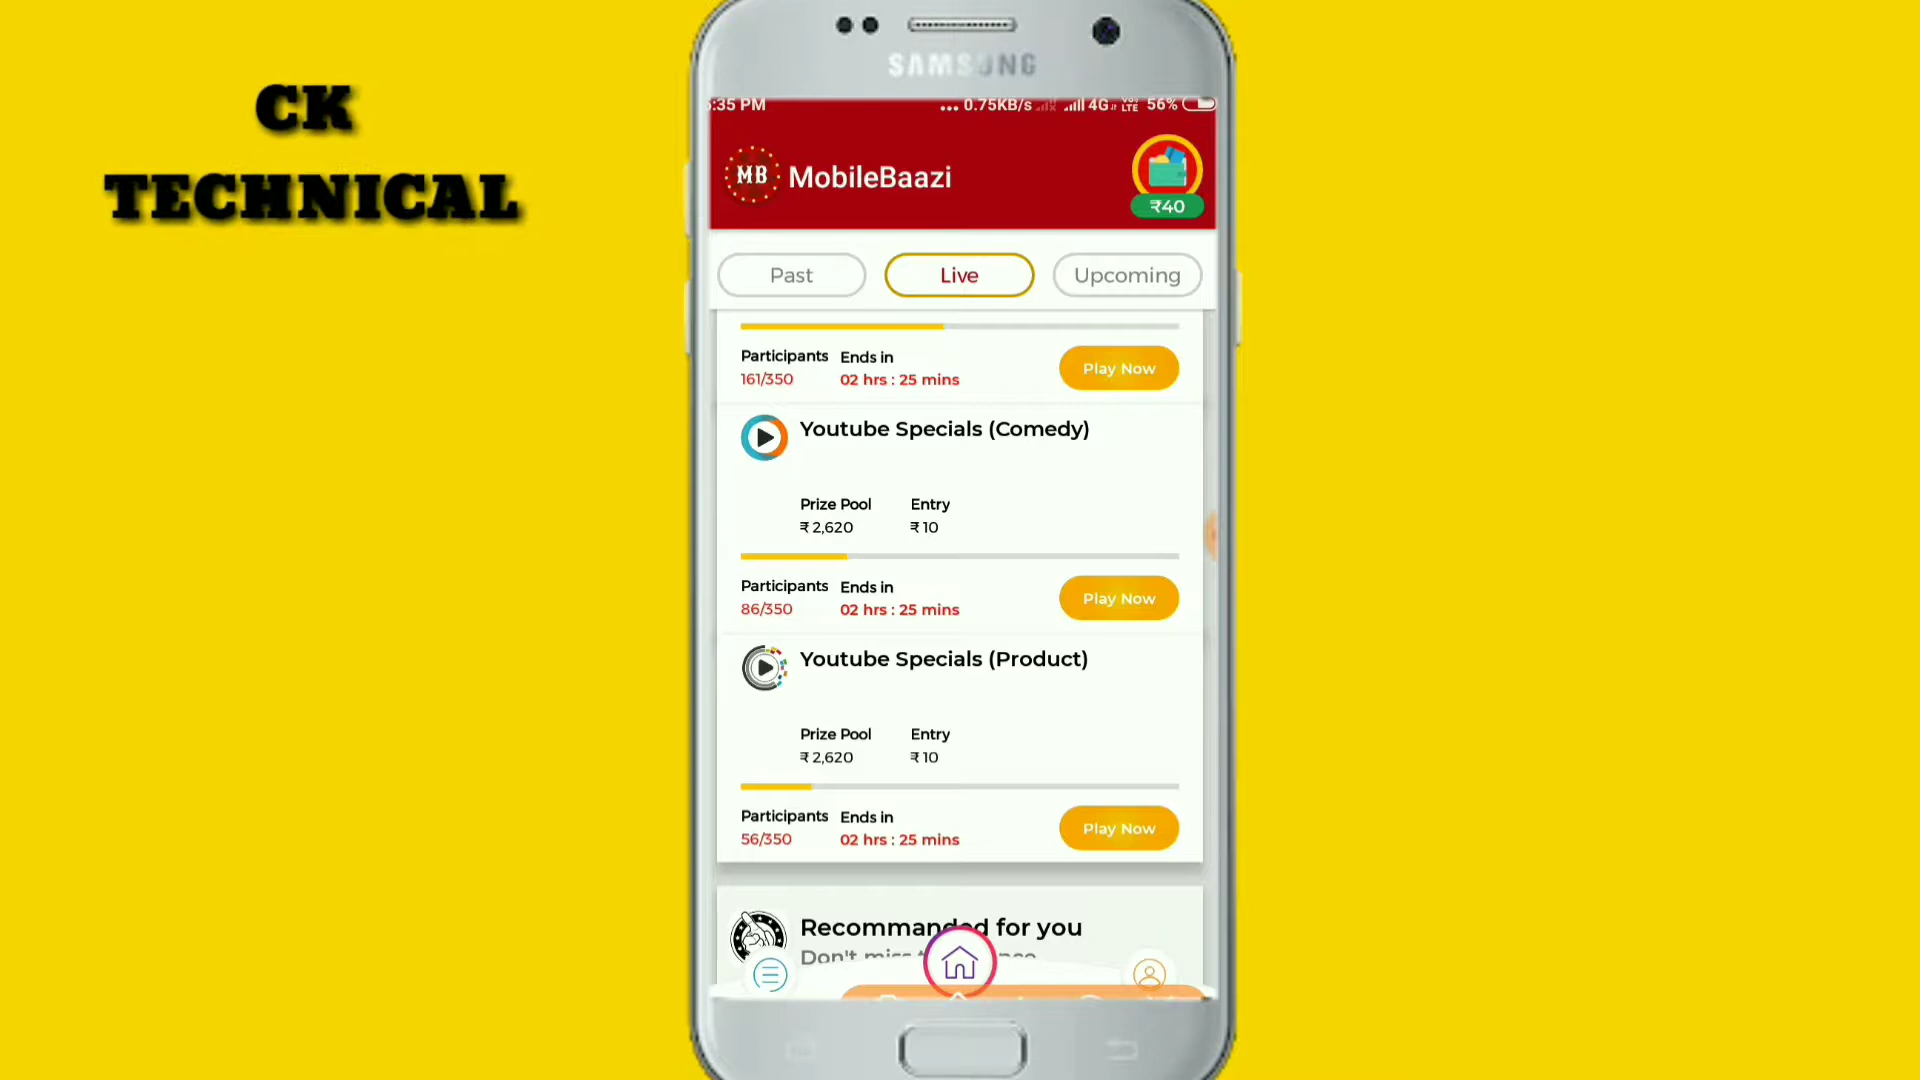 CK
TECHNICAL
SAMSUNG
:35 PM
... 0.75KB/s 4G VO LTE 56%
MB MobileBaazi
₹40
Past Live Upcoming
Participants Ends in
161/350 02 hrs : 25 mins Play Now
Youtube Specials (Comedy)
Prize Pool Entry
₹ 2,620 ₹ 10
Participants Ends in
86/350 02 hrs : 25 mins Play Now
Youtube Specials (Product)
Prize Pool Entry
₹ 2,620 ₹ 10
Participants Ends in
56/350 02 hrs : 25 mins Play Now
Recommanded for you
Don't miss